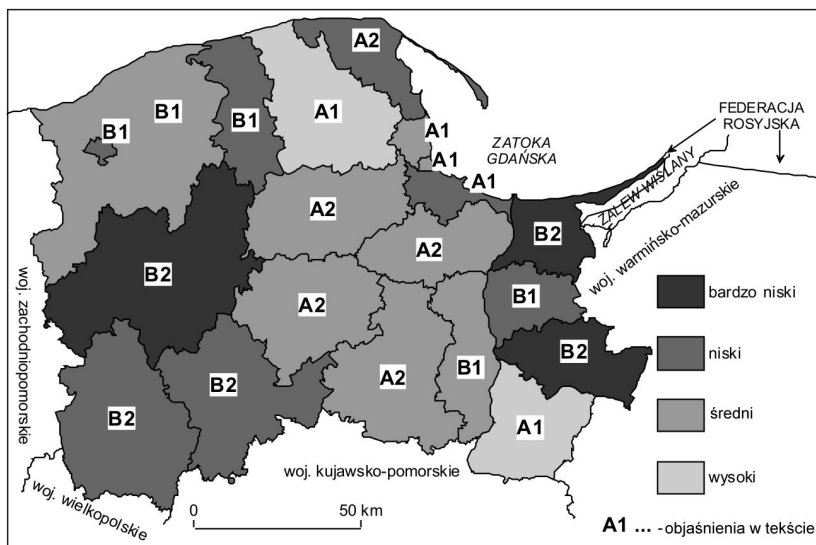 A2
B1
B1
B1
A1
A1
A1
A1
ZATOKA
GDAŃSKA
FEDERACJA
ROSYJSKA
ZALEW WIŚLANY
A2
A2
B2
woj. warmińsko-mazurskie
woj. zachodniopomorskie
B2
A2
B1
bardzo niski
B2
B2
B2
A2
B1
niski
A1
średni
woj. kujawsko-pomorskie
wysoki
woj. wielkopolskie
0
50 km
A1 ... - objaśnienia w tekście